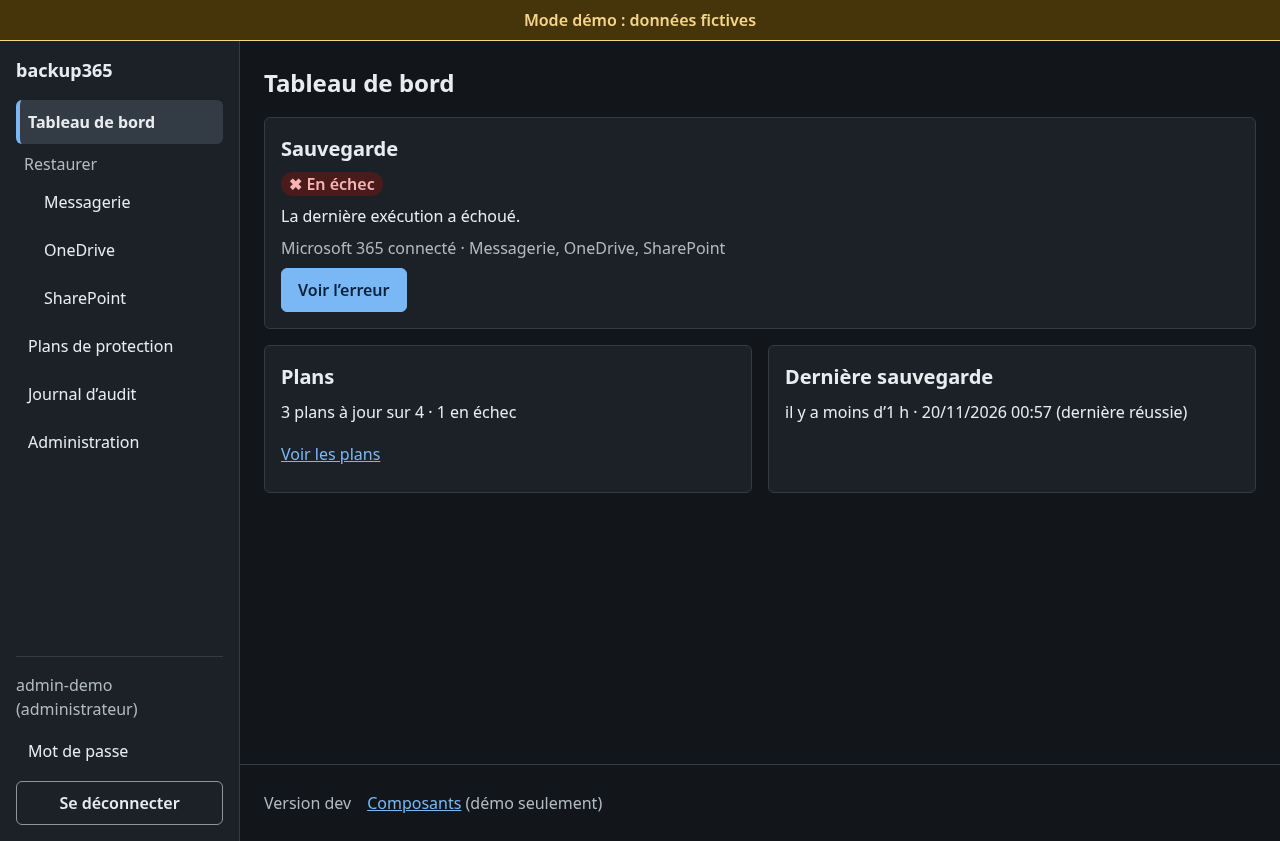 Mode démo : données fictives
backup365
Tableau de bord
Restaurer
Messagerie
OneDrive
SharePoint
Plans de protection
Journal d’audit
Administration
admin-demo
(administrateur)
Mot de passe
Se déconnecter
Tableau de bord
Sauvegarde
✖ En échec
La dernière exécution a échoué.
Microsoft 365 connecté · Messagerie, OneDrive, SharePoint
Voir l’erreur
Plans
3 plans à jour sur 4 · 1 en échec
Voir les plans
Dernière sauvegarde
il y a moins d’1 h · 20/11/2026 00:57 (dernière réussie)
Version dev Composants (démo seulement)